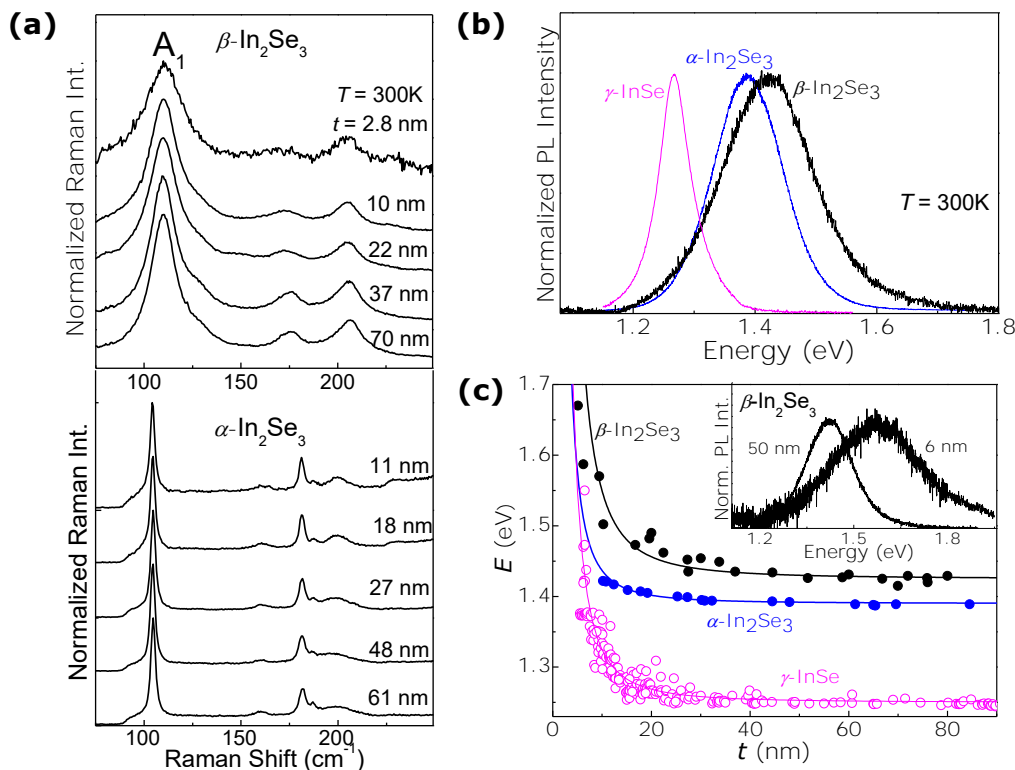 (a)
β-In₂Se₃
A₁
T = 300K
t = 2.8 nm
10 nm
22 nm
37 nm
70 nm
Normalized Raman Int.
100 150 200
α-In₂Se₃
11 nm
18 nm
27 nm
48 nm
61 nm
Normalized Raman Int.
100 150 200
Raman Shift (cm⁻¹)
(b)
α-In₂Se₃
γ-InSe
β-In₂Se₃
T = 300K
Normalized PL Intensity
1.2 1.4 1.6 1.8
Energy (eV)
(c)
1.7
1.6
1.5
1.4
1.3
E (eV)
β-In₂Se₃
α-In₂Se₃
γ-InSe
0 20 40 60 80
t (nm)
β-In₂Se₃
50 nm
6 nm
Norm. PL Int.
1.2 1.5 1.8
Energy (eV)